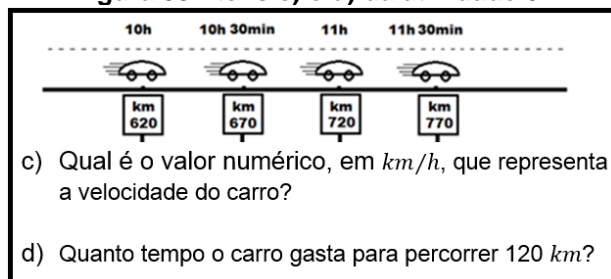 10h 10h 30min 11h 11h 30min
km km km km
620 670 720 770
c) Qual é o valor numérico, em km/h, que representa
a velocidade do carro?
d) Quanto tempo o carro gasta para percorrer 120 km?